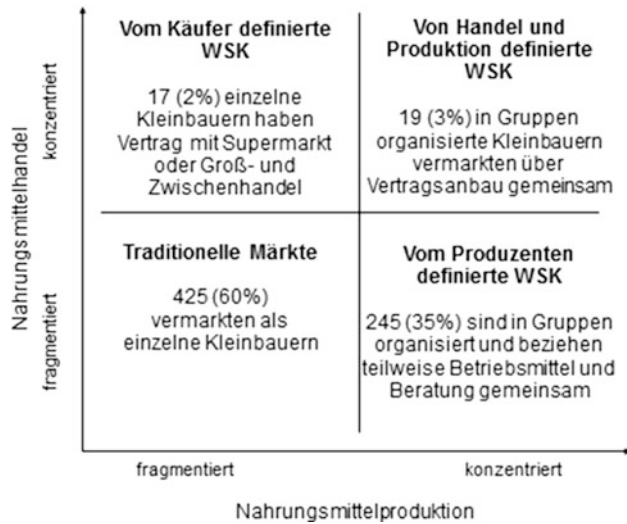 Vom Käufer definierte
WSK
17 (2%) einzelne
Kleinbauern haben
Vertrag mit Supermarkt
oder Groß- und
Zwischenhandel
Von Handel und
Produktion definierte
WSK
19 (3%) in Gruppen
organisierte Kleinbauern
vermarkten über
Vertragsanbau gemeinsam
Traditionelle Märkte
425 (60%)
vermarkten als
einzelne Kleinbauern
Vom Produzenten
definierte WSK
245 (35%) sind in Gruppen
organisiert und beziehen
teilweise Betriebsmittel und
Beratung gemeinsam
Nahrungsmittelhandel
konzentriert
fragmentiert
fragmentiert
konzentriert
Nahrungsmittelproduktion